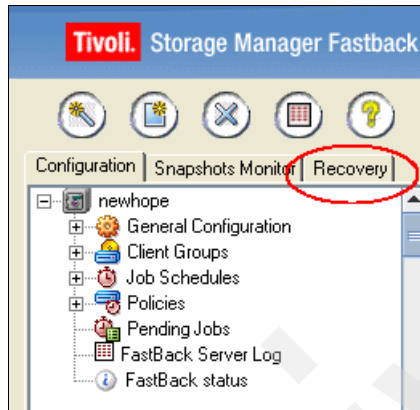 Tivoli. Storage Manager Fastback
Configuration Snapshots Monitor Recovery
newhope
General Configuration
Client Groups
Job Schedules
Policies
Pending Jobs
FastBack Server Log
FastBack status